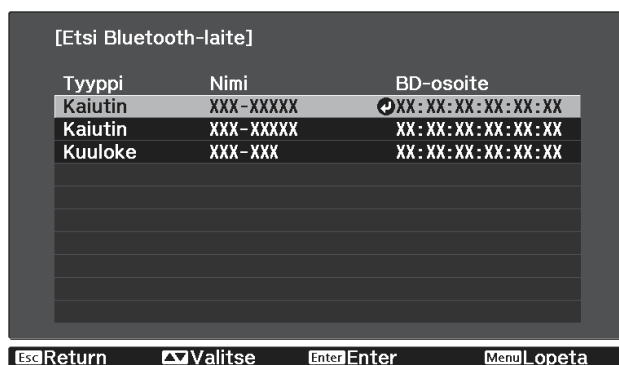 [Etsi Bluetooth-laite]
Tyyppi Nimi BD-osoite
Kaiutin XXX-XXXXX XX:XX:XX:XX:XX:XX
Kaiutin XXX-XXXXX XX:XX:XX:XX:XX:XX
Kuuloke XXX-XXX XX:XX:XX:XX:XX:XX
Esc Return Valitse Enter Enter Menu Lopeta